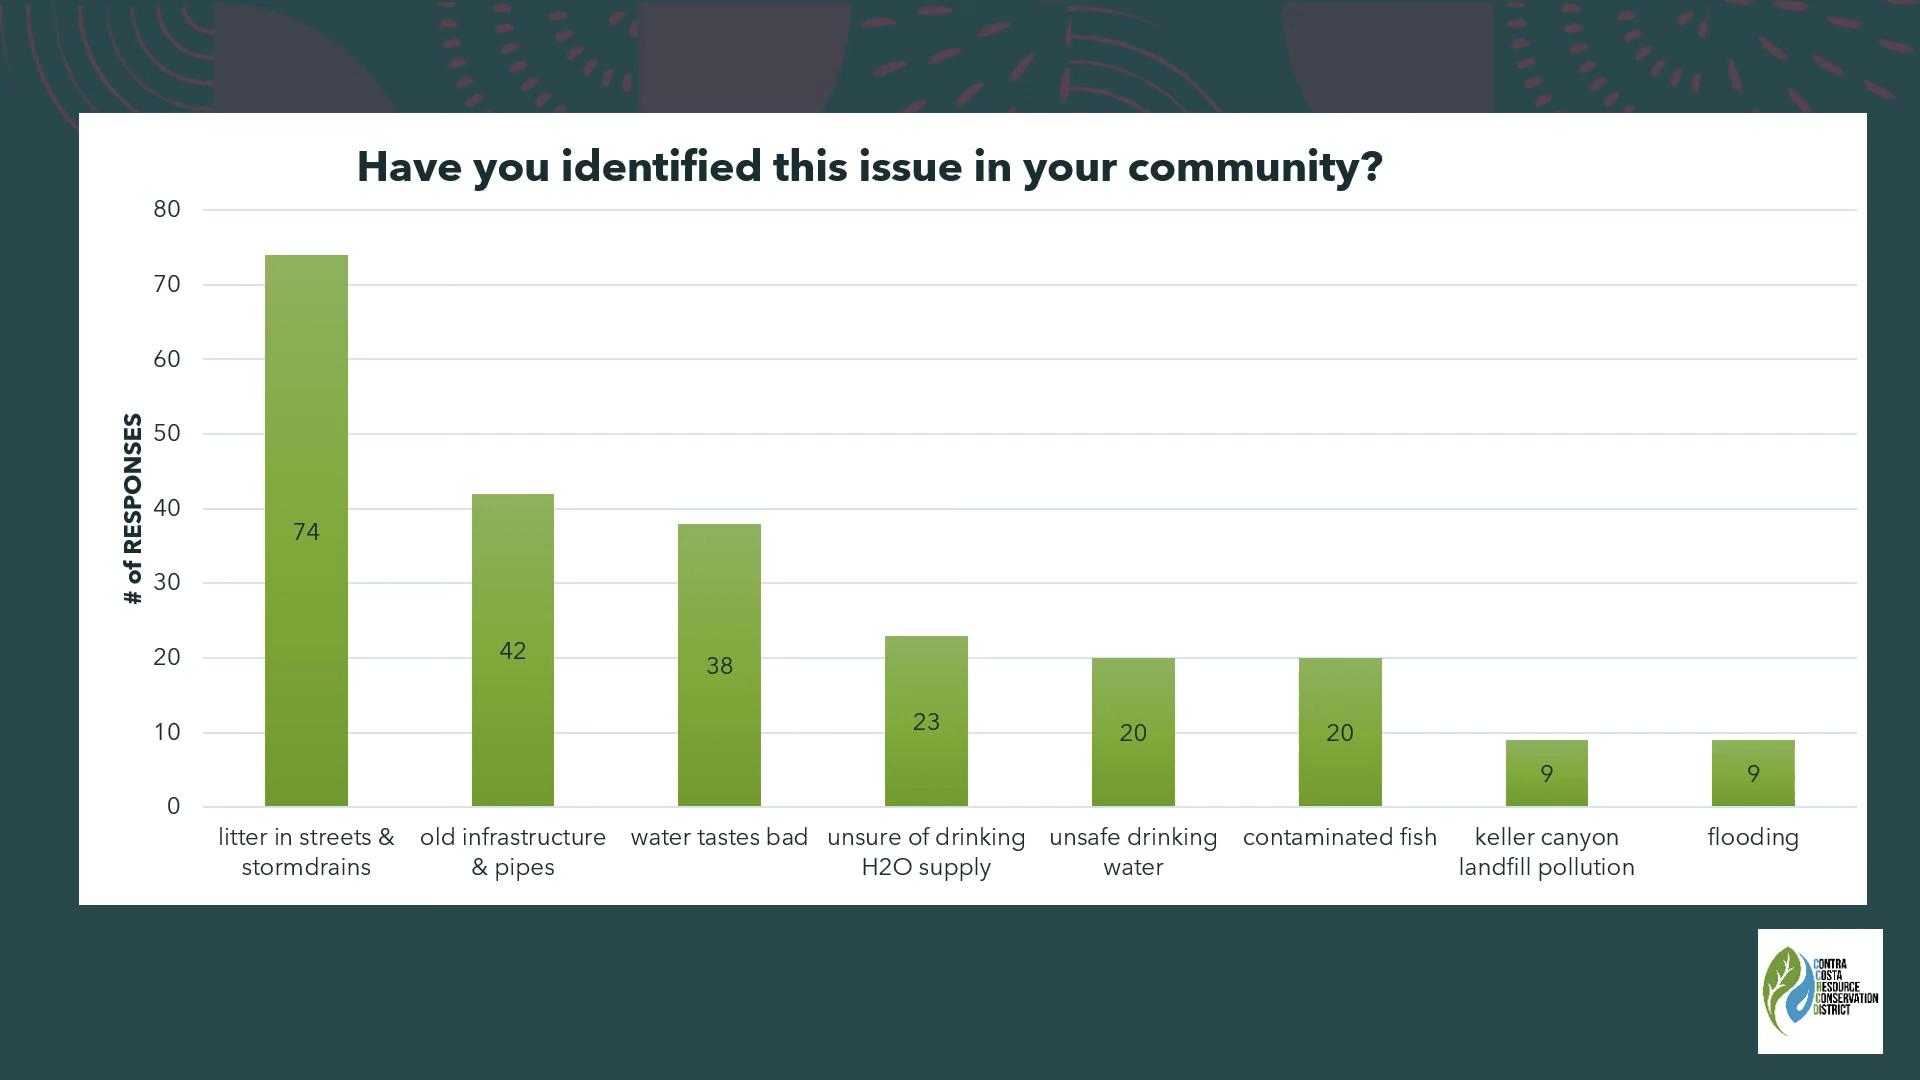 Have you identified this issue in your community?
# of RESPONSES
80
70
60
50
40
30
20
10
0
74
42
38
23
20
20
9
9
litter in streets &
stormdrains
old infrastructure
& pipes
water tastes bad
unsure of drinking
H2O supply
unsafe drinking
water
contaminated fish
keller canyon
landfill pollution
flooding
CONTRA
COSTA
RESOURCE
CONSERVATION
DISTRICT